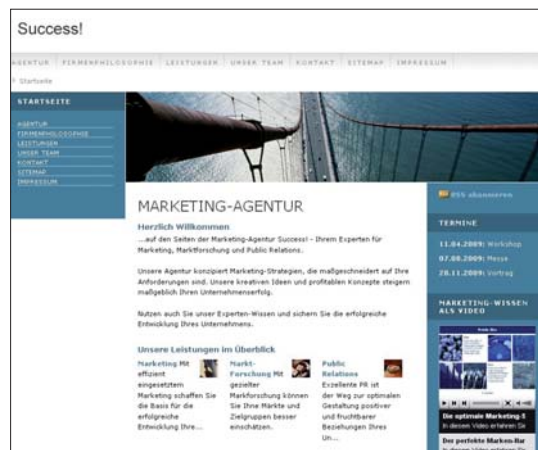 Success!
AGENTUR FIRMENPHILOSOPHIE LEISTUNGEN UNSER TEAM KONTAKT SITEMAP IMPRESSUM
Startseite
STARTSEITE
AGENTUR
FIRMENPHILOSOPHIE
LEISTUNGEN
UNSER TEAM
KONTAKT
SITEMAP
IMPRESSUM
MARKETING-AGENTUR
Herzlich Willkommen
...auf den Seiten der Marketing-Agentur Success! - Ihrem Experten für
Marketing, Marktforschung und Public Relations.
Unsere Agentur konzipiert Marketing-Strategien, die maßgeschneidert auf Ihre
Anforderungen sind. Unsere kreativen Ideen und profitablen Konzepte steigern
maßgeblich Ihren Unternehmenserfolg.
Nutzen auch Sie unser Experten-Wissen und sichern Sie die erfolgreiche
Entwicklung Ihres Unternehmens.
Unsere Leistungen im Überblick
Marketing Mit
effizient
eingesetztem
Marketing schaffen Sie
die Basis für die
erfolgreiche
Entwicklung Ihre...
Markt-
Forschung Mit
gezielter
Markforschung können
Sie Ihne Märkte und
Zielgruppen besser
einschätzen.
Public
Relations
Exzellente PR ist
der Weg zur optimalen
Gestaltung positiver
und fruchtbarer
Beziehungen Ihres
Un...
RSS abonnieren
TERMINE
11.04.2009: Workshop
07.08.2009: Messe
28.11.2009: Vortrag
MARKETING-WISSEN
ALS VIDEO
Die optimale Marketing-S
In diesem Video erfahren Sie
Der perfekte Marken-Bar